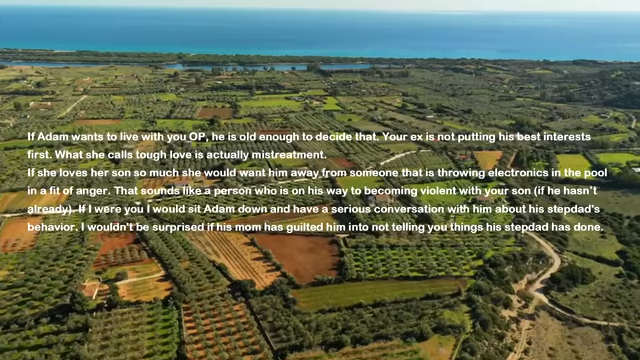 If Adam wants to live with you OP, he is old enough to decide that. Your ex is not putting his best interests
first. What she calls tough love is actually mistreatment.
If she loves her son so much she would want him away from someone that is throwing electronics in the pool
in a fit of anger. That sounds like a person who is on his way to becoming violent with your son (if he hasn't
already). If I were you I would sit Adam down and have a serious conversation with him about his stepdad's
behavior. I wouldn't be surprised if his mom has guilted him into not telling you things his stepdad has done.